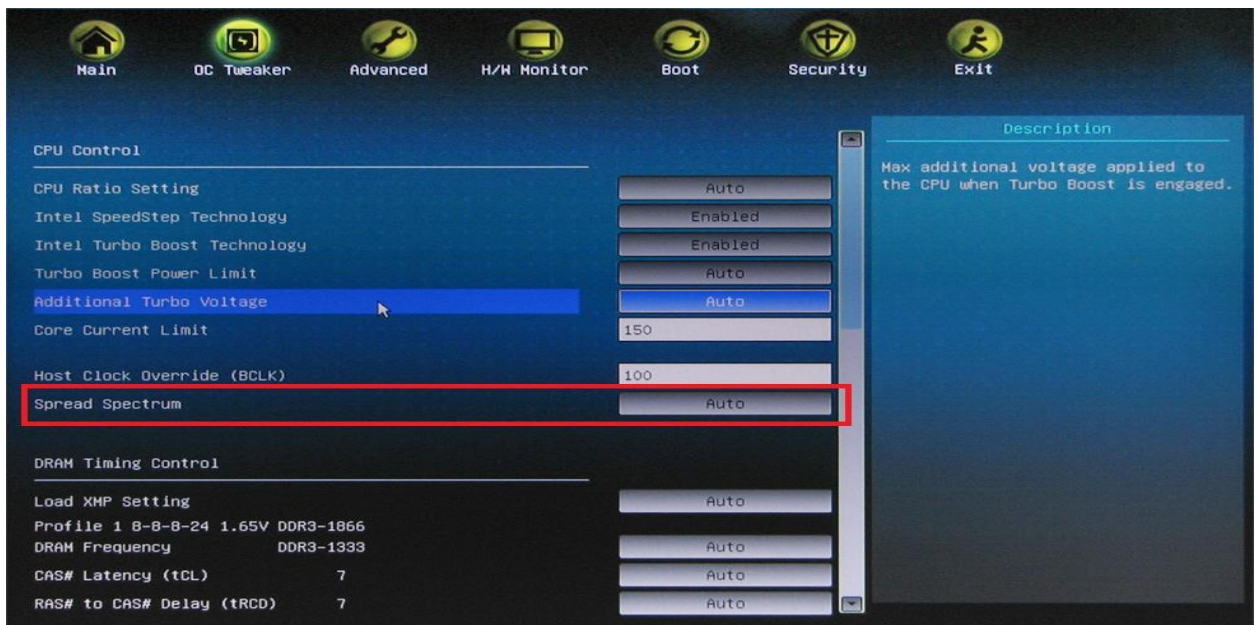 Main OC Tweaker Advanced H/W Monitor Boot Security Exit
Description
Max additional voltage applied to
the CPU when Turbo Boost is engaged.
CPU Control
CPU Ratio Setting Auto
Intel SpeedStep Technology Enabled
Intel Turbo Boost Technology Enabled
Turbo Boost Power Limit Auto
Additional Turbo Voltage Auto
Core Current Limit 150
Host Clock Override (BCLK) 100
Spread Spectrum Auto
DRAM Timing Control
Load XMP Setting Auto
Profile 1 8-8-8-24 1.65V DDR3-1866
DRAM Frequency DDR3-1333 Auto
CAS# Latency (tCL) 7 Auto
RAS# to CAS# Delay (tRCD) 7 Auto